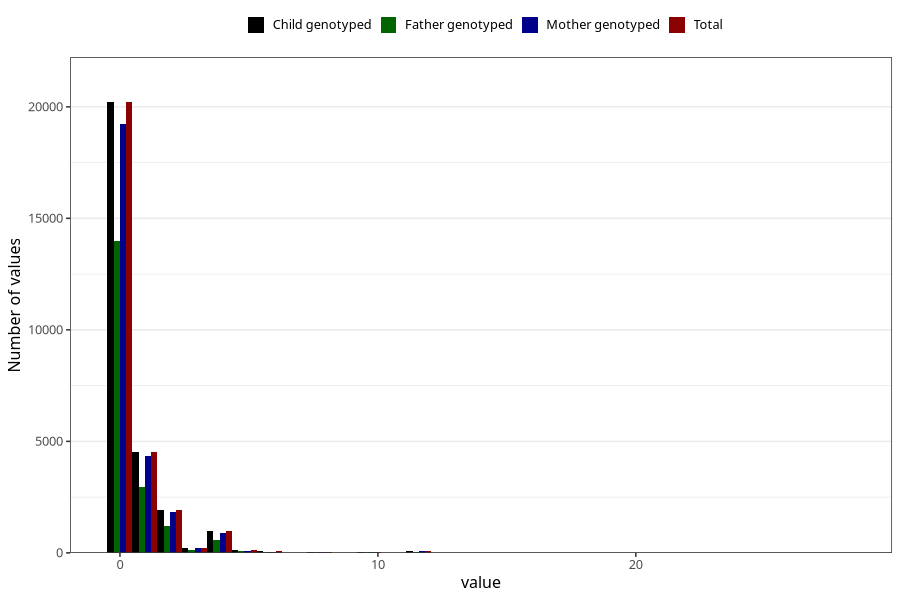 Child genotyped Father genotyped Mother genotyped Total
Number of values
20000
15000
10000
5000
0
0 10 20
value